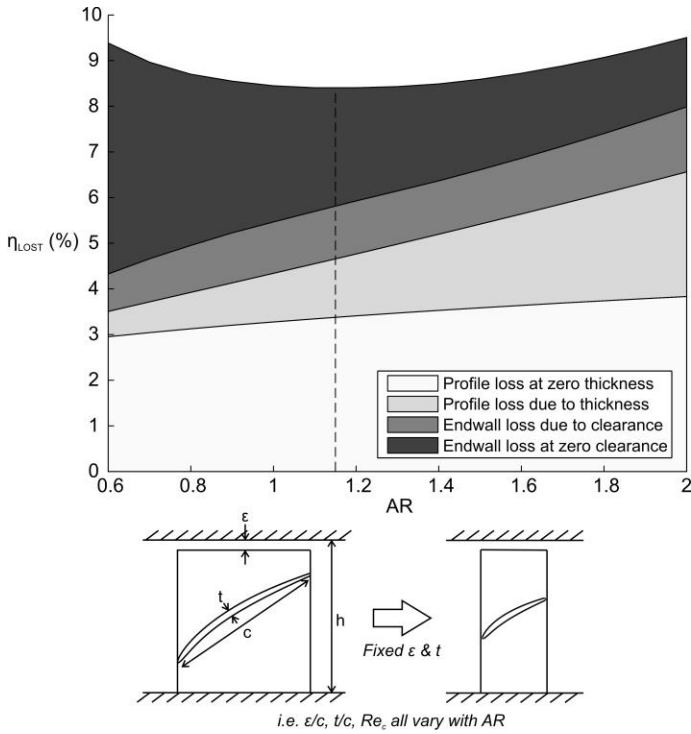 10
9
8
7
6
η_LOST (%)
5
4
3
2
1
0
Profile loss at zero thickness
Profile loss due to thickness
Endwall loss due to clearance
Endwall loss at zero clearance
0.6 0.8 1 1.2 1.4 1.6 1.8 2
AR
ε
t
c
h
Fixed ε & t
i.e. ε/c, t/c, Re_c all vary with AR